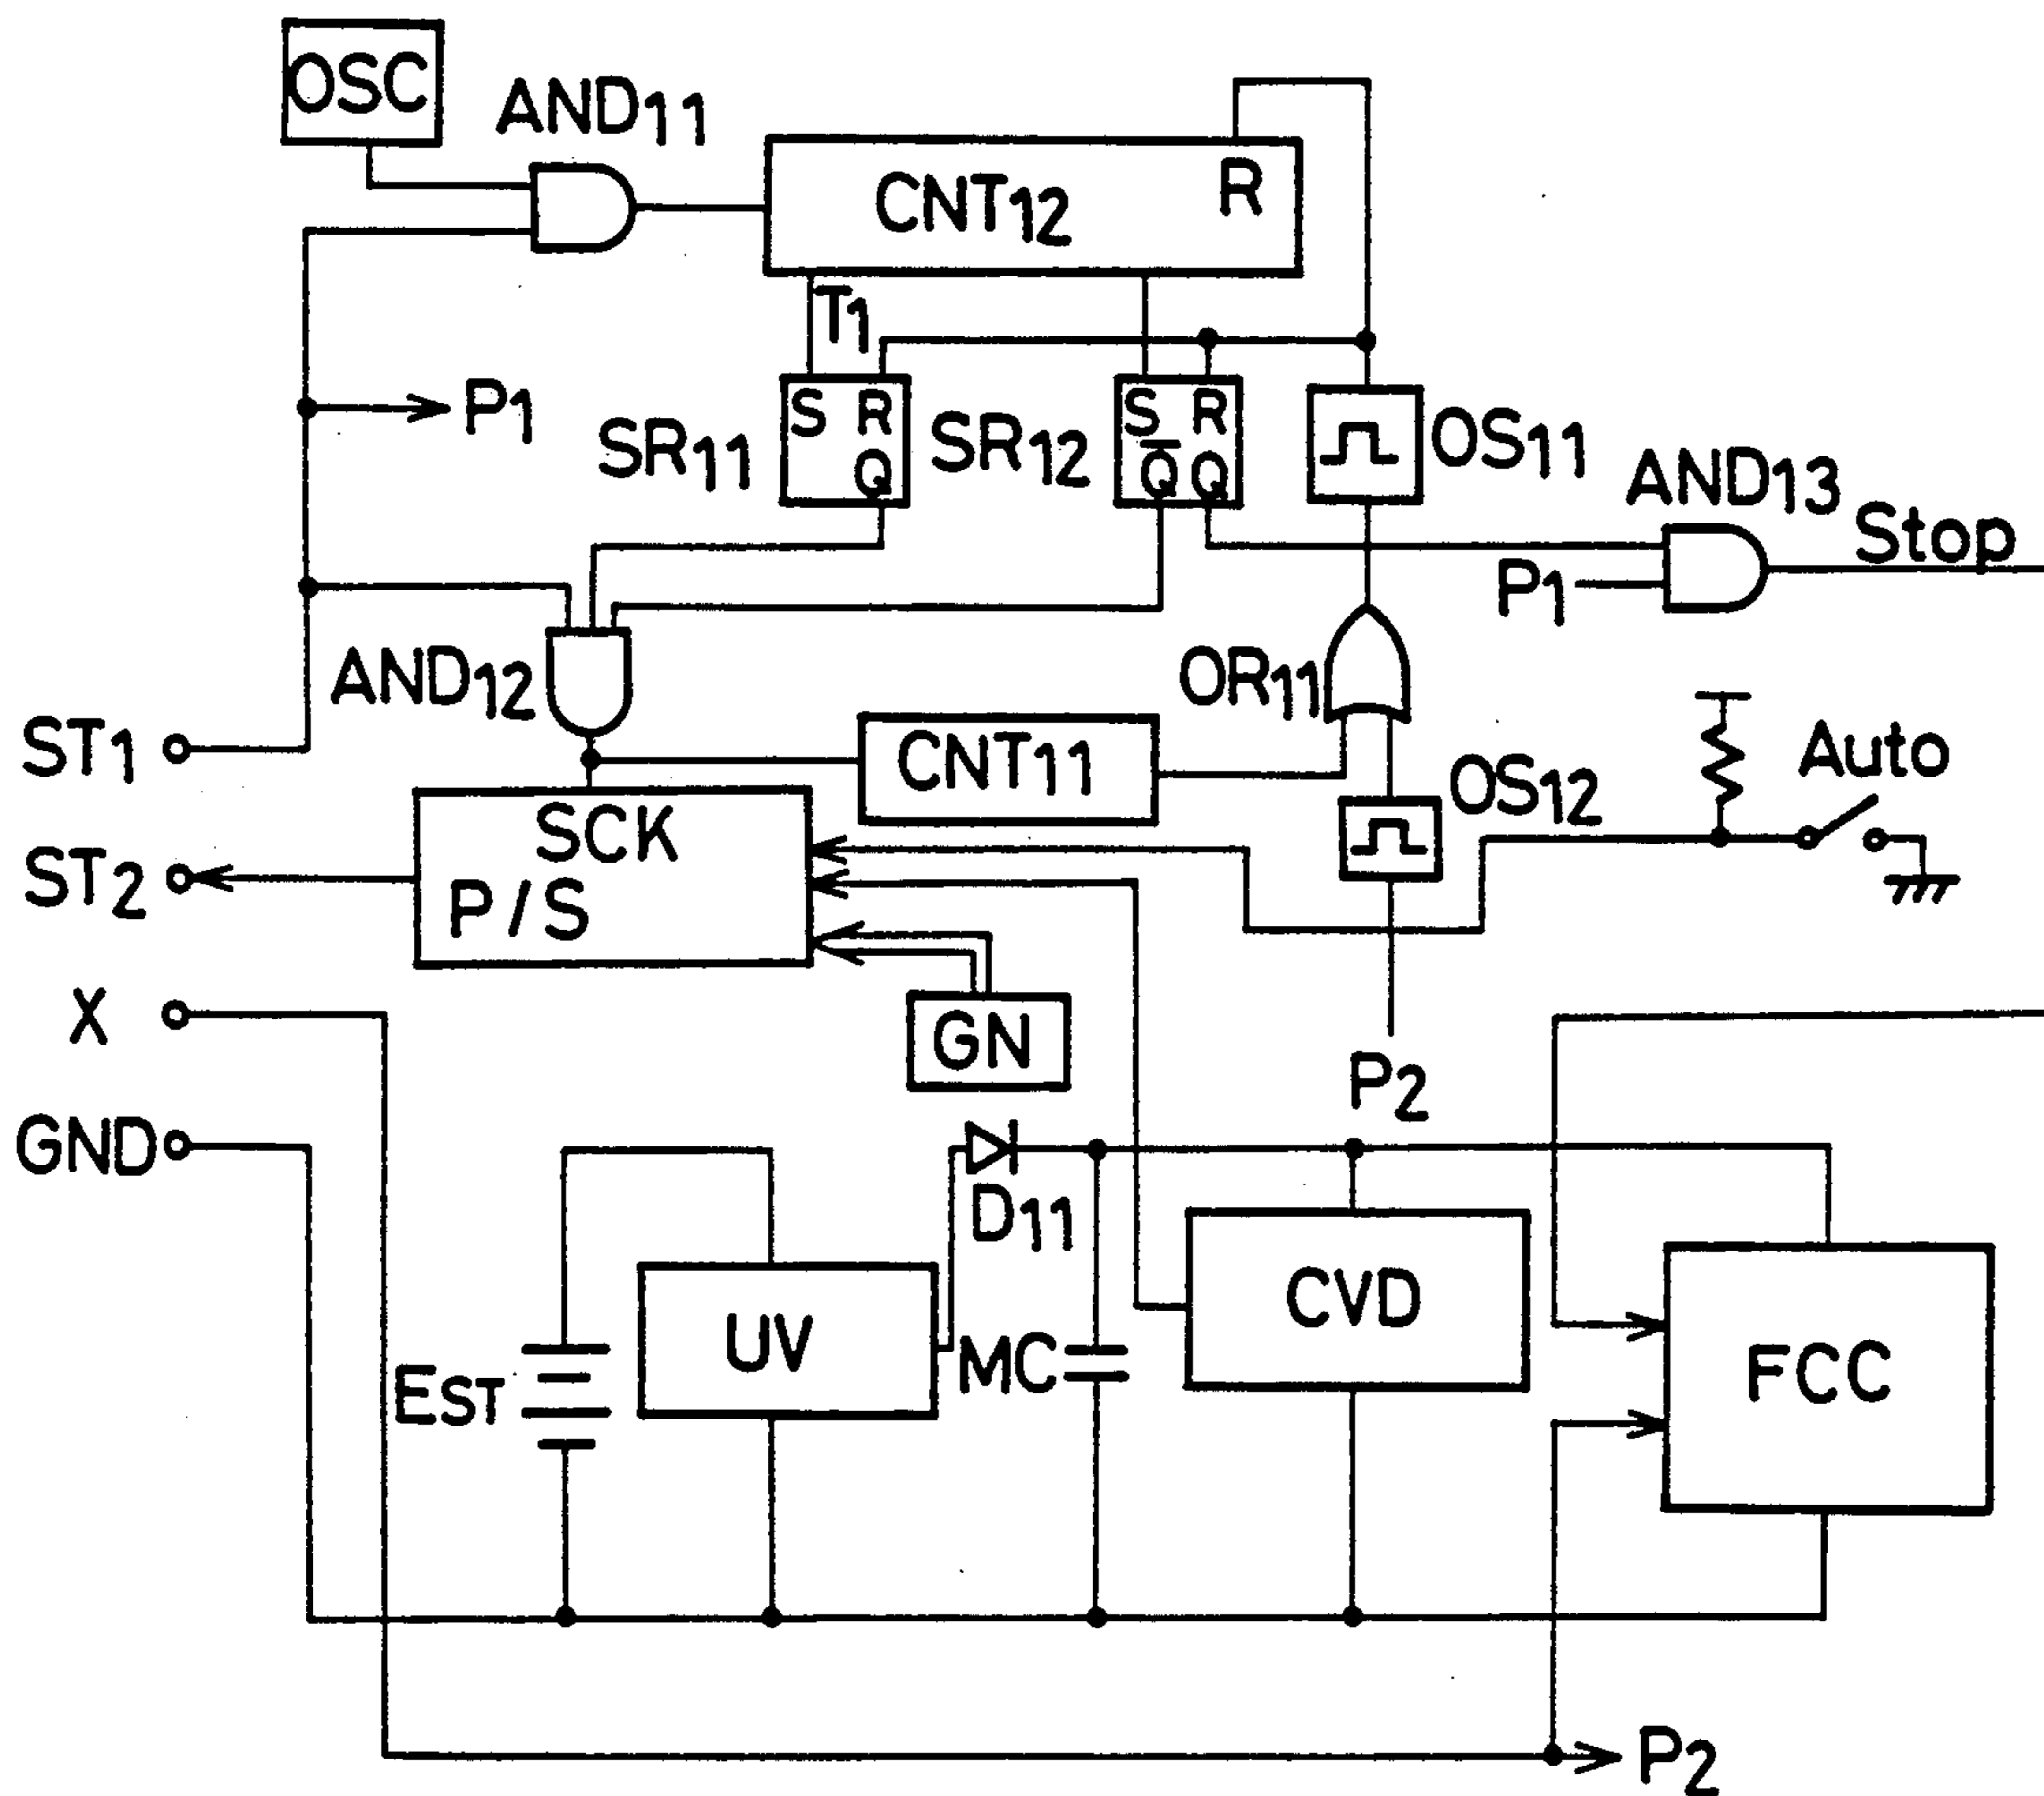 OSC
AND11
CNT12
R
T1
P1
S R
Q
SR11
SR12
S R
Q̅ Q
OS11
AND13
Stop
P1
AND12
OR11
ST1
CNT11
OS12
Auto
SCK
P/S
ST2
X
GN
P2
GND
D11
CVD
UV
MC
EST
FCC
P2